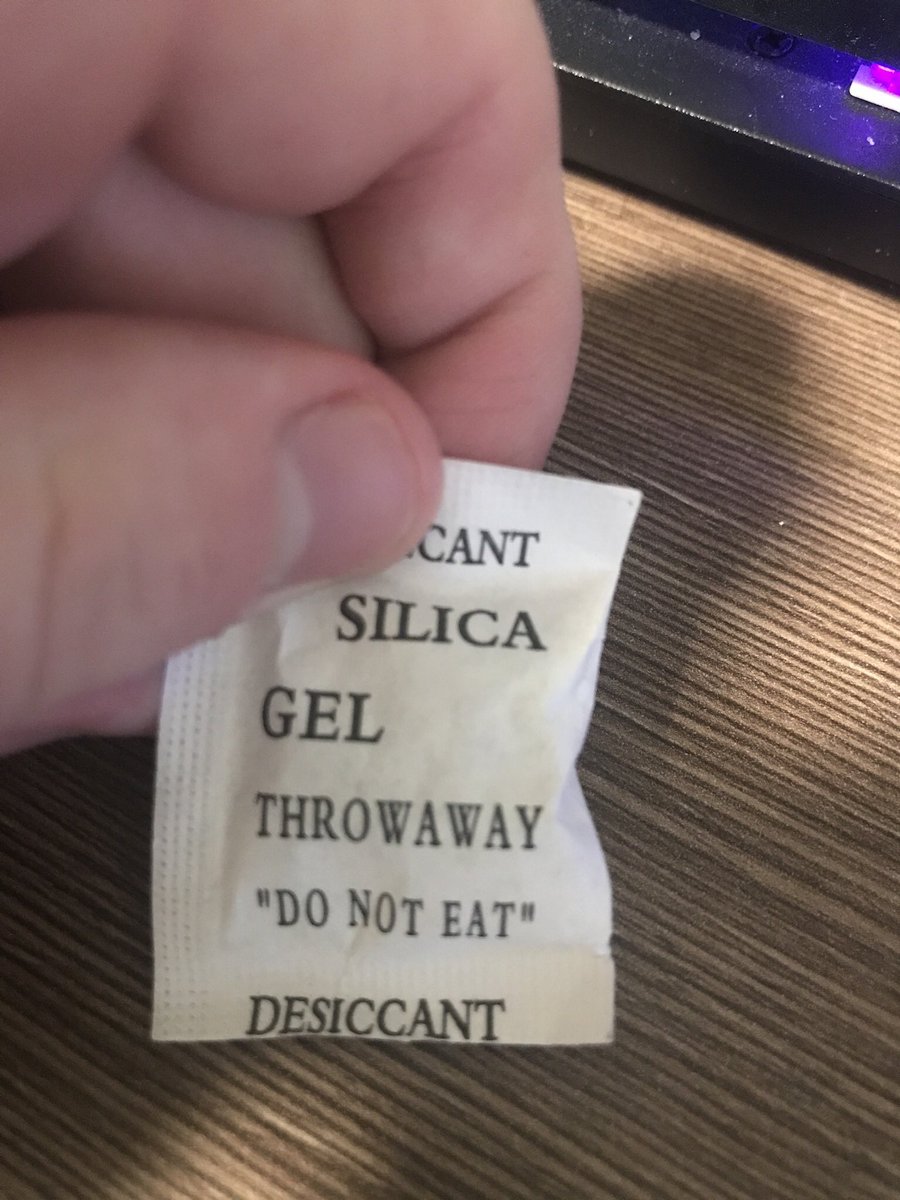 SILICA
GEL
THROWAWAY
"DO NOT EAT"
DESICCANT